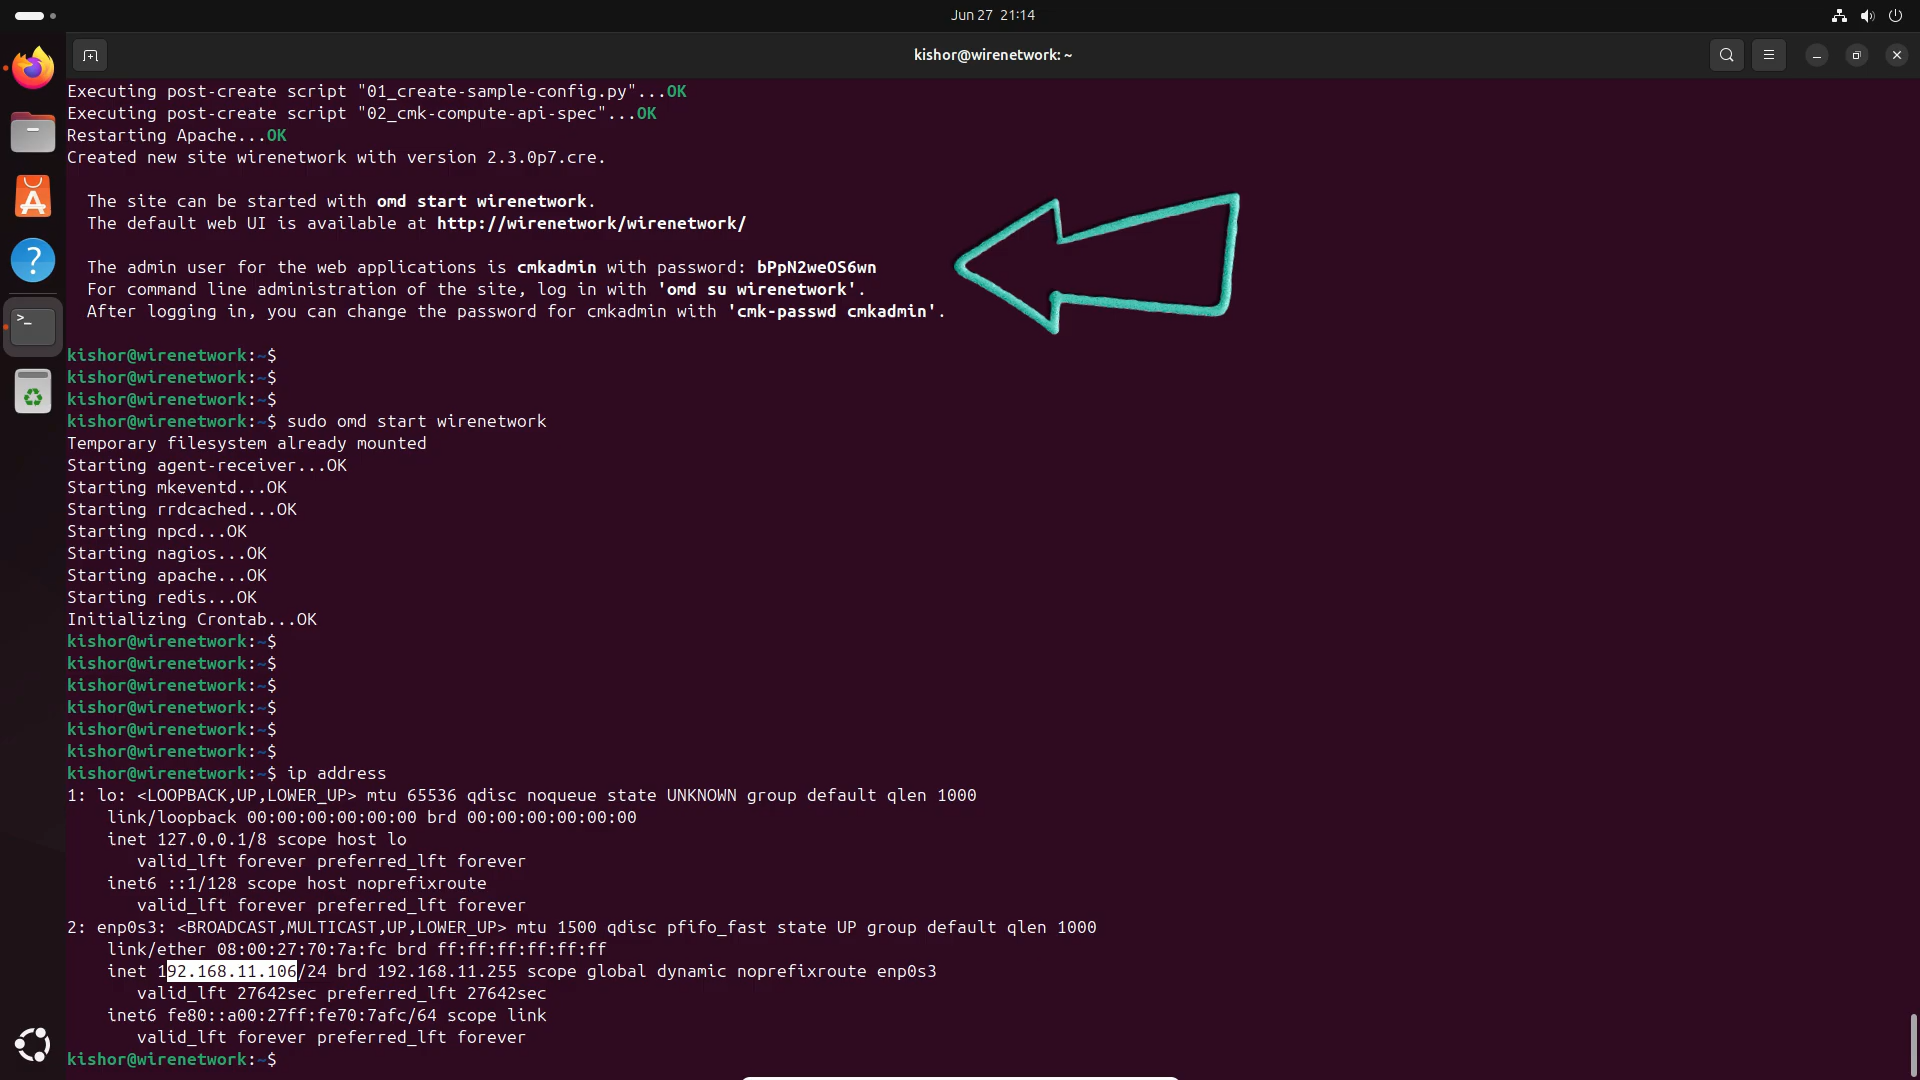 Jun 27 21:14
kishor@wirenetwork: ~
Executing post-create script "01_create-sample-config.py"...OK
Executing post-create script "02_cmk-compute-api-spec"...OK
Restarting Apache...OK
Created new site wirenetwork with version 2.3.0p7.cre.
The site can be started with omd start wirenetwork.
The default web UI is available at http://wirenetwork/wirenetwork/
The admin user for the web applications is cmkadmin with password: bPpN2weOS6wn
For command line administration of the site, log in with 'omd su wirenetwork'.
After logging in, you can change the password for cmkadmin with 'cmk-passwd cmkadmin'.
kishor@wirenetwork:~$
kishor@wirenetwork:~$
kishor@wirenetwork:~$
kishor@wirenetwork:~$ sudo omd start wirenetwork
Temporary filesystem already mounted
Starting agent-receiver...OK
Starting mkeventd...OK
Starting rrdcached...OK
Starting npcd...OK
Starting nagios...OK
Starting apache...OK
Starting redis...OK
Initializing Crontab...OK
kishor@wirenetwork:~$
kishor@wirenetwork:~$
kishor@wirenetwork:~$
kishor@wirenetwork:~$
kishor@wirenetwork:~$
kishor@wirenetwork:~$
kishor@wirenetwork:~$ ip address
1: lo: <LOOPBACK,UP,LOWER_UP> mtu 65536 qdisc noqueue state UNKNOWN group default qlen 1000
link/loopback 00:00:00:00:00:00 brd 00:00:00:00:00:00
inet 127.0.0.1/8 scope host lo
valid_lft forever preferred_lft forever
inet6 ::1/128 scope host noprefixroute
valid_lft forever preferred_lft forever
2: enp0s3: <BROADCAST,MULTICAST,UP,LOWER_UP> mtu 1500 qdisc pfifo_fast state UP group default qlen 1000
link/ether 08:00:27:70:7a:fc brd ff:ff:ff:ff:ff:ff
inet 192.168.11.106/24 brd 192.168.11.255 scope global dynamic noprefixroute enp0s3
valid_lft 27642sec preferred_lft 27642sec
inet6 fe80::a00:27ff:fe70:7afc/64 scope link
valid_lft forever preferred_lft forever
kishor@wirenetwork:~$